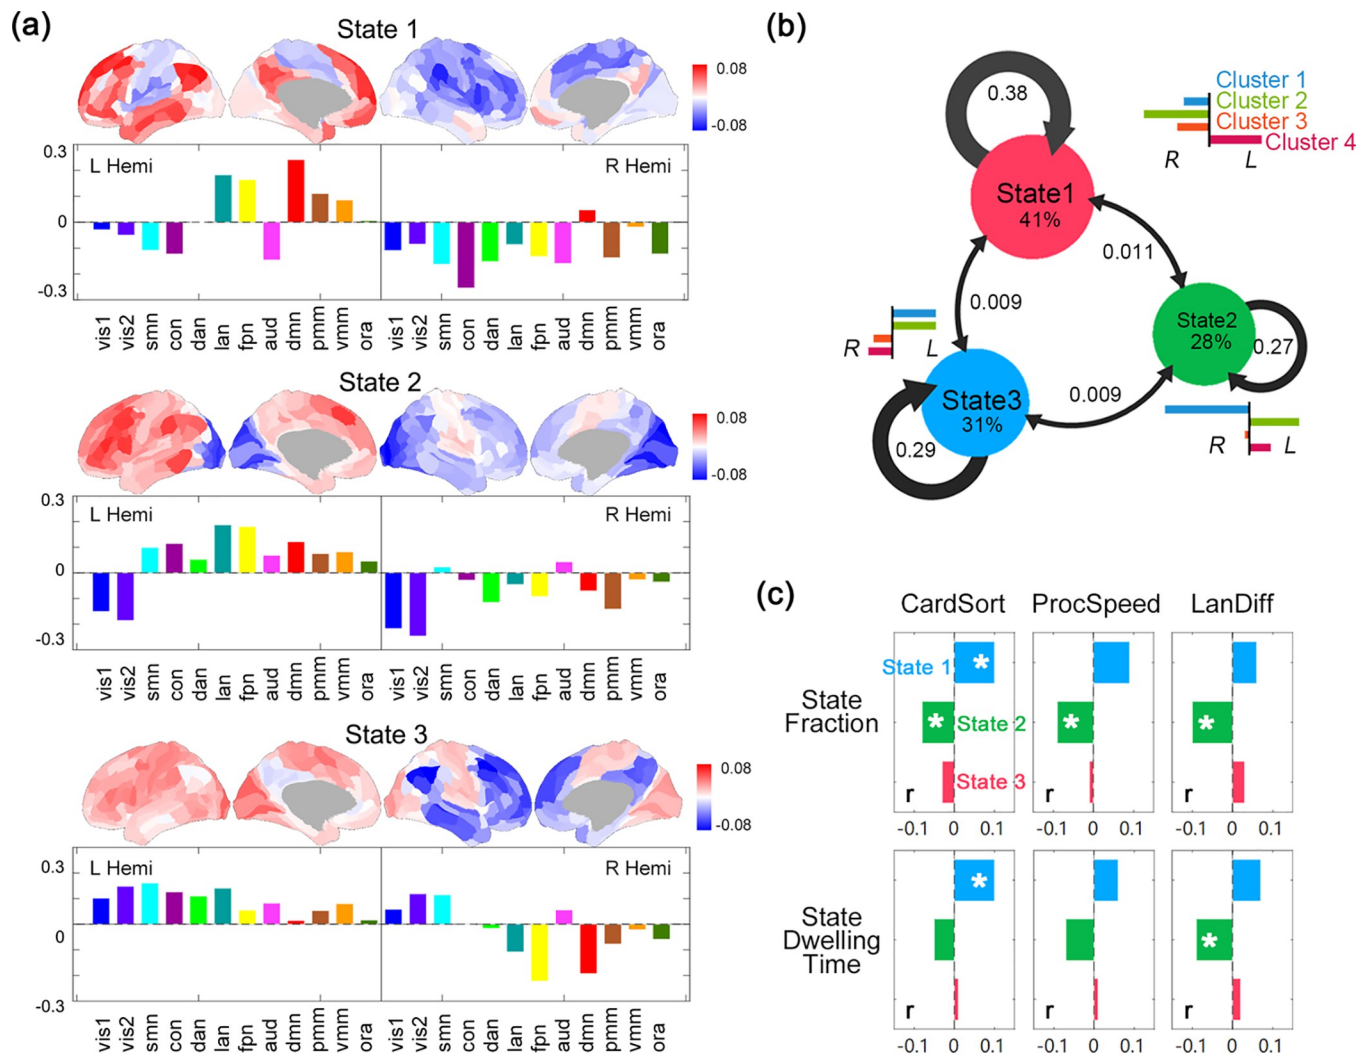 (a)
State 1
0.08
-0.08
0.3
0
-0.3
L Hemi
R Hemi
vis1 vis2 smn con dan lan fpn aud dmn pmm vmm ora vis1 vis2 smn con dan lan fpn aud dmn pmm vmm ora
State 2
0.08
-0.08
0.3
0
-0.3
L Hemi
R Hemi
vis1 vis2 smn con dan lan fpn aud dmn pmm vmm ora vis1 vis2 smn con dan lan fpn aud dmn pmm vmm ora
State 3
0.08
-0.08
0.3
0
-0.3
L Hemi
R Hemi
vis1 vis2 smn con dan lan fpn aud dmn pmm vmm ora vis1 vis2 smn con dan lan fpn aud dmn pmm vmm ora
(b)
0.38
Cluster 1
Cluster 2
Cluster 3
Cluster 4
R L
State1
41%
0.011
0.009
State2
28%
0.27
R L
State3
31%
0.009
0.29
R L
(c)
CardSort ProcSpeed LanDiff
State
Fraction
State 1
*
* State 2 * *
State 3
r r r
-0.1 0 0.1 -0.1 0 0.1 -0.1 0 0.1
State
Dwelling
Time
*
*
r r r
-0.1 0 0.1 -0.1 0 0.1 -0.1 0 0.1